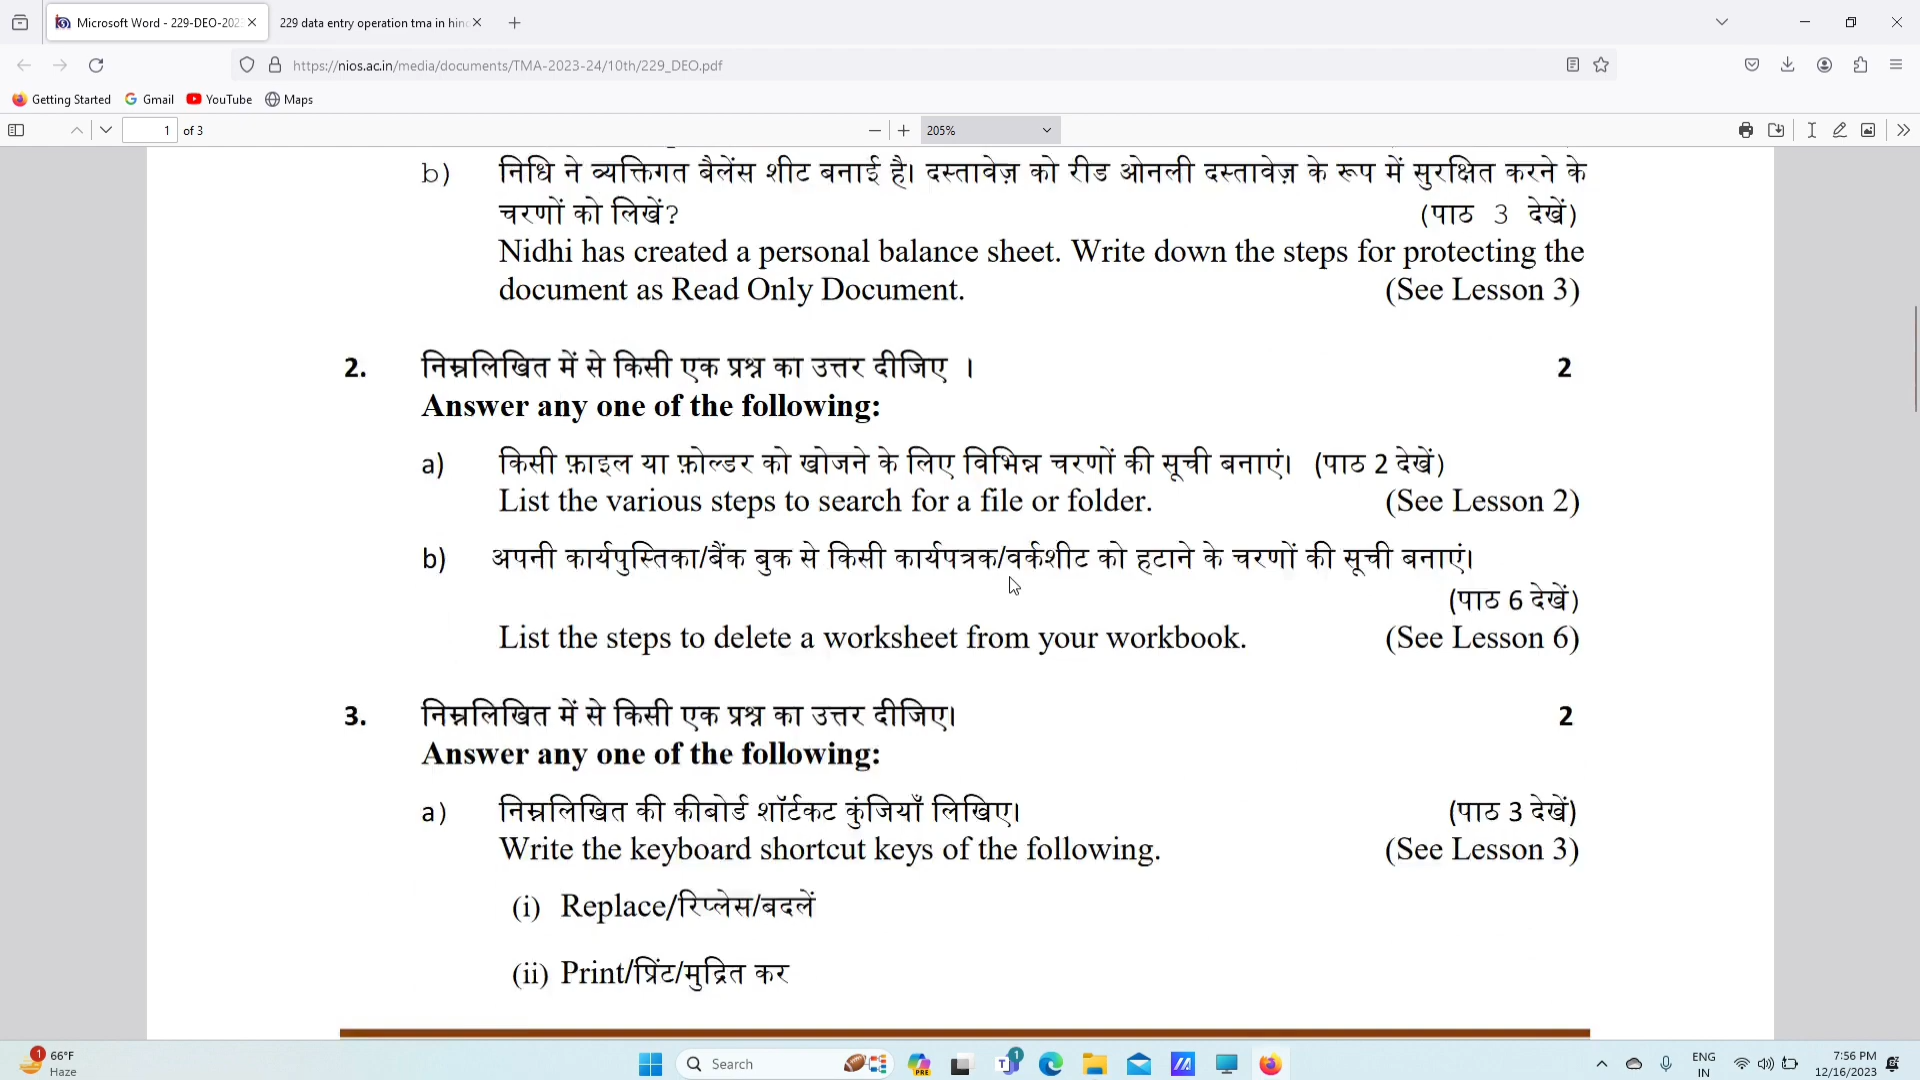 Microsoft Word - 229-DEO-202
229 data entry operation tma in hin
https://nios.ac.in/media/documents/TMA-2023-24/10th/229_DEO.pdf
Getting Started
Gmail
YouTube
Maps
1 of 3
205%
b) निधि ने व्यक्तिगत बैलेंस शीट बनाई है। दस्तावेज़ को रीड ओनली दस्तावेज़ के रूप में सुरक्षित करने के
चरणों को लिखें? (पाठ 3 देखें)
Nidhi has created a personal balance sheet. Write down the steps for protecting the
document as Read Only Document. (See Lesson 3)
2. निम्नलिखित में से किसी एक प्रश्न का उत्तर दीजिए । 2
Answer any one of the following:
a) किसी फ़ाइल या फ़ोल्डर को खोजने के लिए विभिन्न चरणों की सूची बनाएं। (पाठ 2 देखें)
List the various steps to search for a file or folder. (See Lesson 2)
b) अपनी कार्यपुस्तिका/बैंक बुक से किसी कार्यपत्रक/वर्कशीट को हटाने के चरणों की सूची बनाएं।
(पाठ 6 देखें)
List the steps to delete a worksheet from your workbook. (See Lesson 6)
3. निम्नलिखित में से किसी एक प्रश्न का उत्तर दीजिए। 2
Answer any one of the following:
a) निम्नलिखित की कीबोर्ड शॉर्टकट कुंजियाँ लिखिए। (पाठ 3 देखें)
Write the keyboard shortcut keys of the following. (See Lesson 3)
(i) Replace/रिप्लेस/बदलें
(ii) Print/प्रिंट/मुद्रित कर
1
66°F
Haze
Search
PRE
1
ENG
IN
7:56 PM
12/16/2023